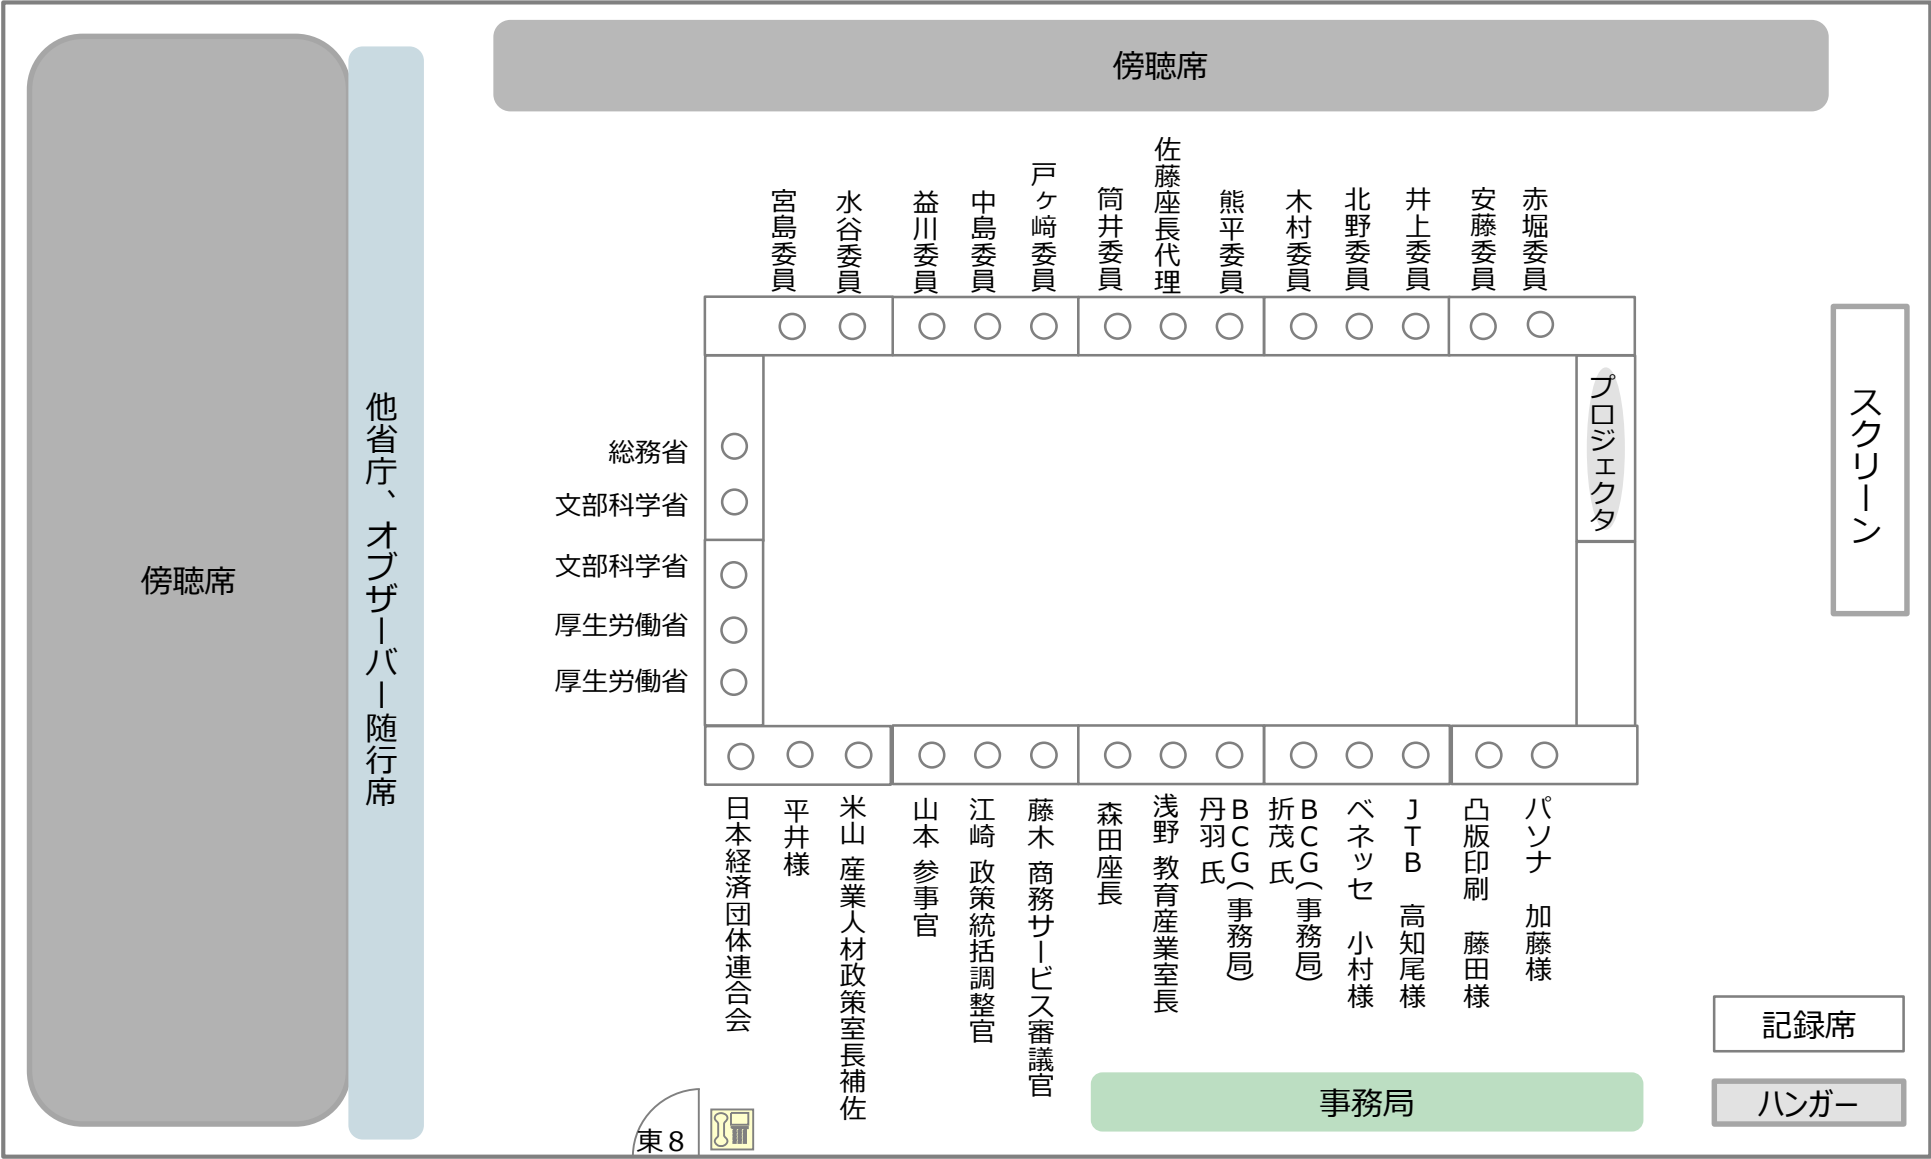 傍聴席
宮島委員
水谷委員
益川委員
中島委員
戸ヶ﨑委員
筒井委員
佐藤座長代理
熊平委員
木村委員
北野委員
井上委員
安藤委員
赤堀委員
傍聴席
他省庁、オブザーバー随行席
総務省
文部科学省
文部科学省
厚生労働省
厚生労働省
プロジェクタ
スクリーン
日本経済団体連合会
平井様
米山 産業人材政策室長補佐
山本 参事官
江崎 政策統括調整官
藤木 商務サービス審議官
森田座長
浅野 教育産業室長
BCG(事務局)
丹羽 氏
BCG(事務局)
折茂 氏
ベネッセ 小村様
JTB 高知尾様
凸版印刷 藤田様
パソナ 加藤様
記録席
事務局
ハンガー
東8